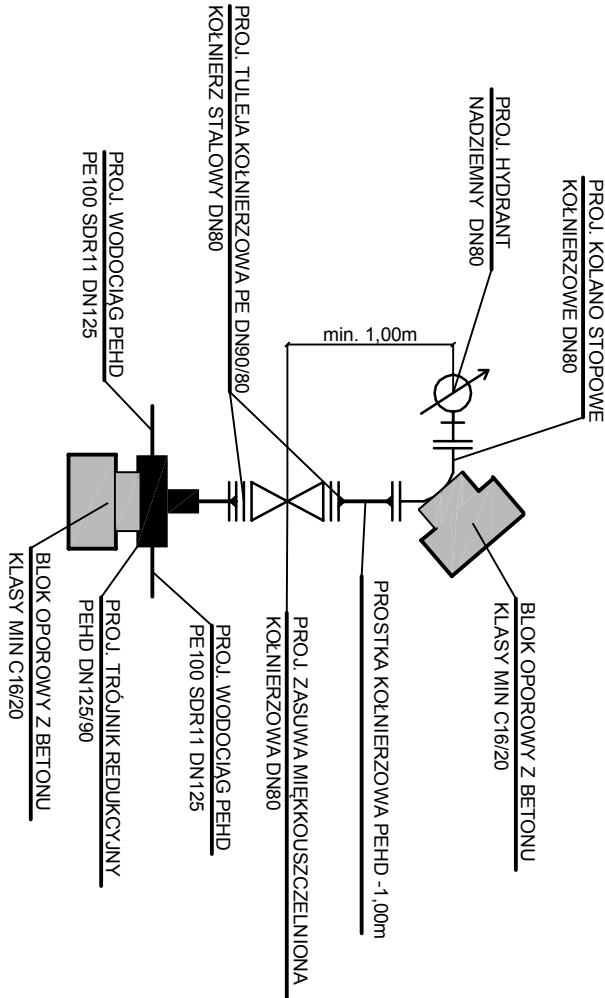 PROJ. KOLANO STOPOWE
KOŁNIERZOWE DN80
PROJ. HYDRANT
NADZIEMNY  DN80
PROJ. TULEJA KOŁNIERZOWA PE DN90/80
KOŁNIERZ STALOWY DN80
PROJ. WODOCIĄG PEHD
PE100 SDR11 DN125
min. 1,00m
BLOK OPOROWY Z BETONU
KLASY MIN C16/20
PROSTKA KOŁNIERZOWA PEHD -1,00m
PROJ. ZASUWA MIĘKKOUSZCZELNIONA
KOŁNIERZOWA DN80
PROJ. WODOCIĄG PEHD
PE100 SDR11 DN125
PROJ. TRÓJNIK REDUKCYJNY
PEHD DN125/90
BLOK OPOROWY Z BETONU
KLASY MIN C16/20